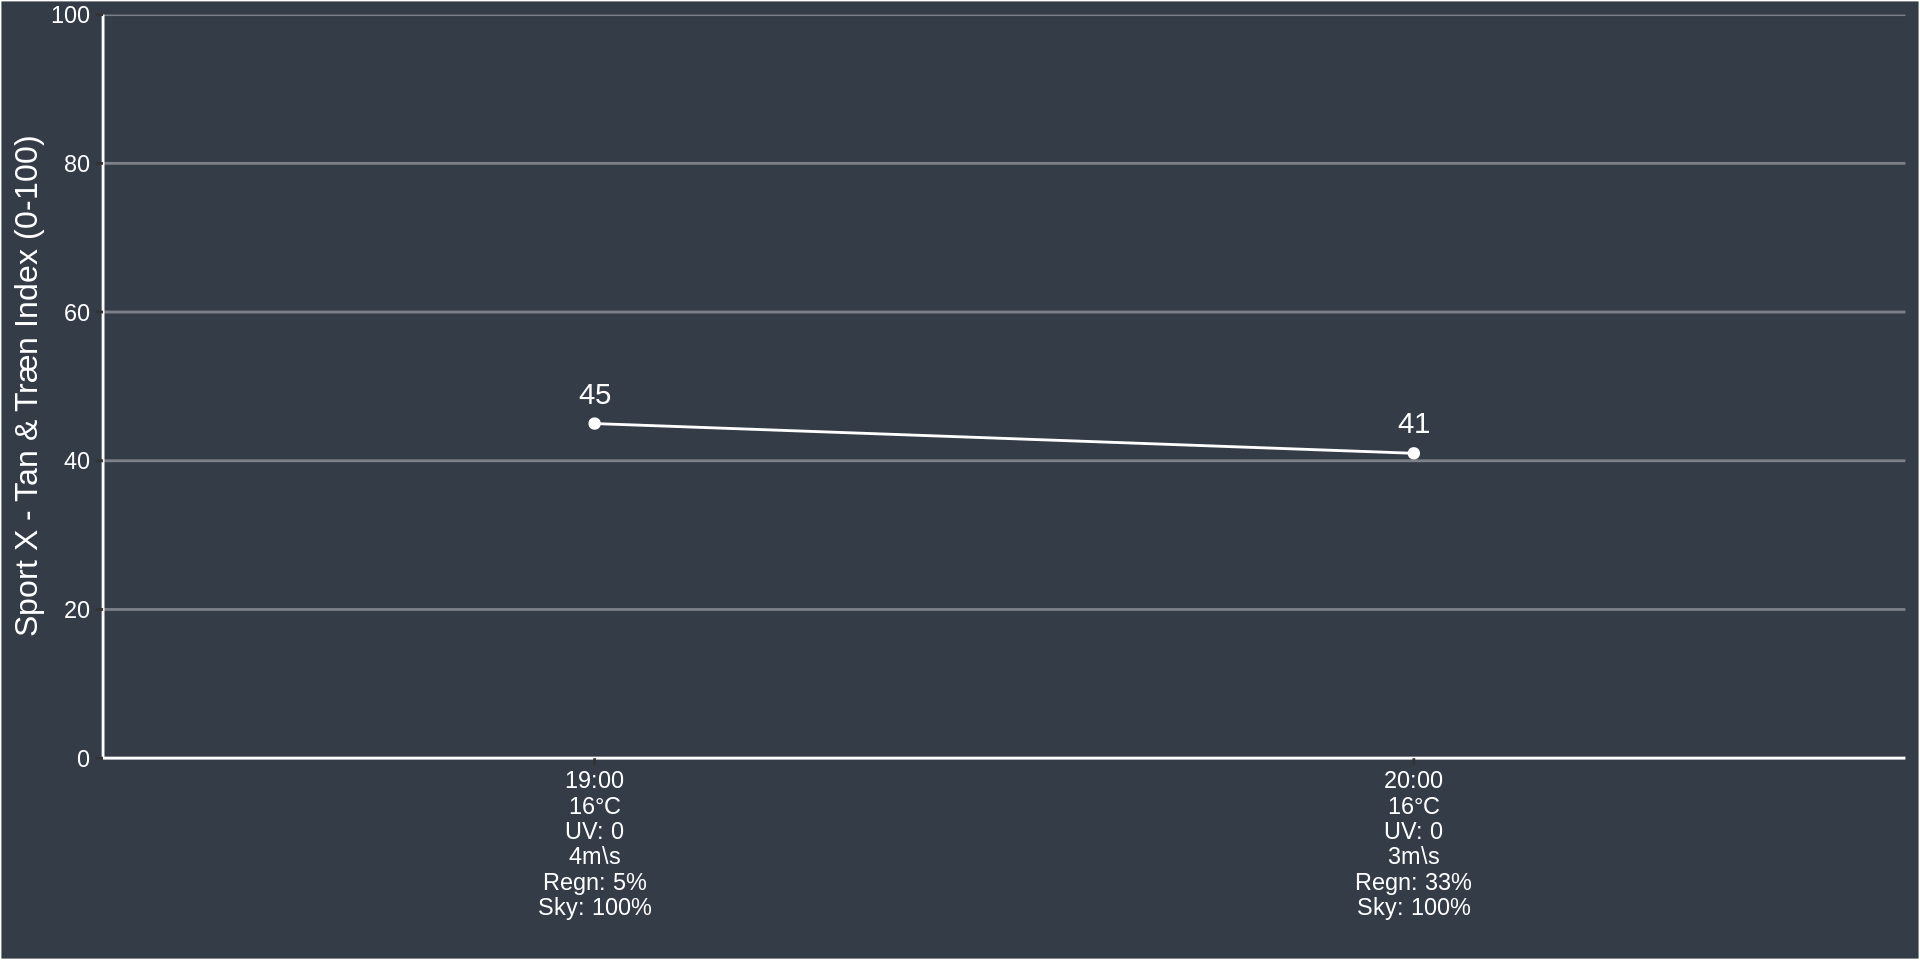 Sport X - Tan & Træn Index (0-100)
100
80
60
40
20
0
45
41
19:00
16°C
UV: 0
4m\s
Regn: 5%
Sky: 100%
20:00
16°C
UV: 0
3m\s
Regn: 33%
Sky: 100%